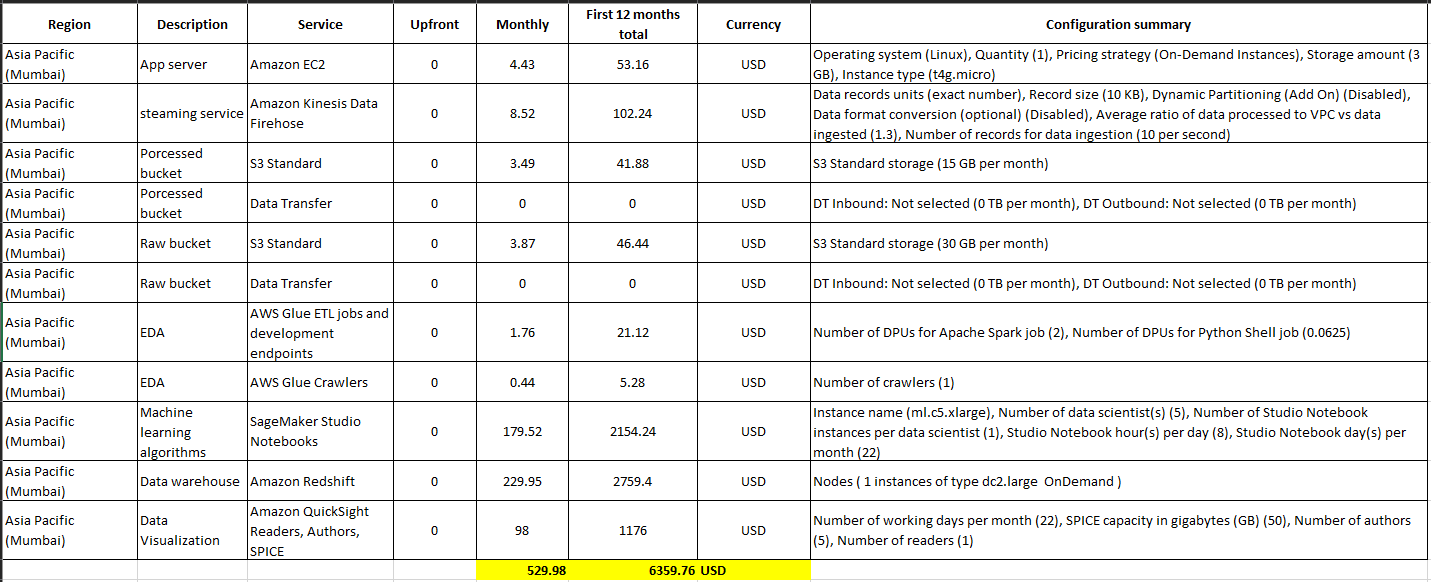 Region Description Service Upfront Monthly First 12 months total Currency Configuration summary
Asia Pacific (Mumbai) App server Amazon EC2 0 4.43 53.16 USD Operating system (Linux), Quantity (1), Pricing strategy (On-Demand Instances), Storage amount (3 GB), Instance type (t4g.micro)
Asia Pacific (Mumbai) steaming service Amazon Kinesis Data Firehose 0 8.52 102.24 USD Data records units (exact number), Record size (10 KB), Dynamic Partitioning (Add On) (Disabled), Data format conversion (optional) (Disabled), Average ratio of data processed to VPC vs data ingested (1.3), Number of records for data ingestion (10 per second)
Asia Pacific (Mumbai) Porcessed bucket S3 Standard 0 3.49 41.88 USD S3 Standard storage (15 GB per month)
Asia Pacific (Mumbai) Porcessed bucket Data Transfer 0 0 0 USD DT Inbound: Not selected (0 TB per month), DT Outbound: Not selected (0 TB per month)
Asia Pacific (Mumbai) Raw bucket S3 Standard 0 3.87 46.44 USD S3 Standard storage (30 GB per month)
Asia Pacific (Mumbai) Raw bucket Data Transfer 0 0 0 USD DT Inbound: Not selected (0 TB per month), DT Outbound: Not selected (0 TB per month)
Asia Pacific (Mumbai) EDA AWS Glue ETL jobs and development endpoints 0 1.76 21.12 USD Number of DPUs for Apache Spark job (2), Number of DPUs for Python Shell job (0.0625)
Asia Pacific (Mumbai) EDA AWS Glue Crawlers 0 0.44 5.28 USD Number of crawlers (1)
Asia Pacific (Mumbai) Machine learning algorithms SageMaker Studio Notebooks 0 179.52 2154.24 USD Instance name (ml.c5.xlarge), Number of data scientist(s) (5), Number of Studio Notebook instances per data scientist (1), Studio Notebook hour(s) per day (8), Studio Notebook day(s) per month (22)
Asia Pacific (Mumbai) Data warehouse Amazon Redshift 0 229.95 2759.4 USD Nodes ( 1 instances of type dc2.large OnDemand )
Asia Pacific (Mumbai) Data Visualization Amazon QuickSight Readers, Authors, SPICE 0 98 1176 USD Number of working days per month (22), SPICE capacity in gigabytes (GB) (50), Number of authors (5), Number of readers (1)
529.98 6359.76 USD